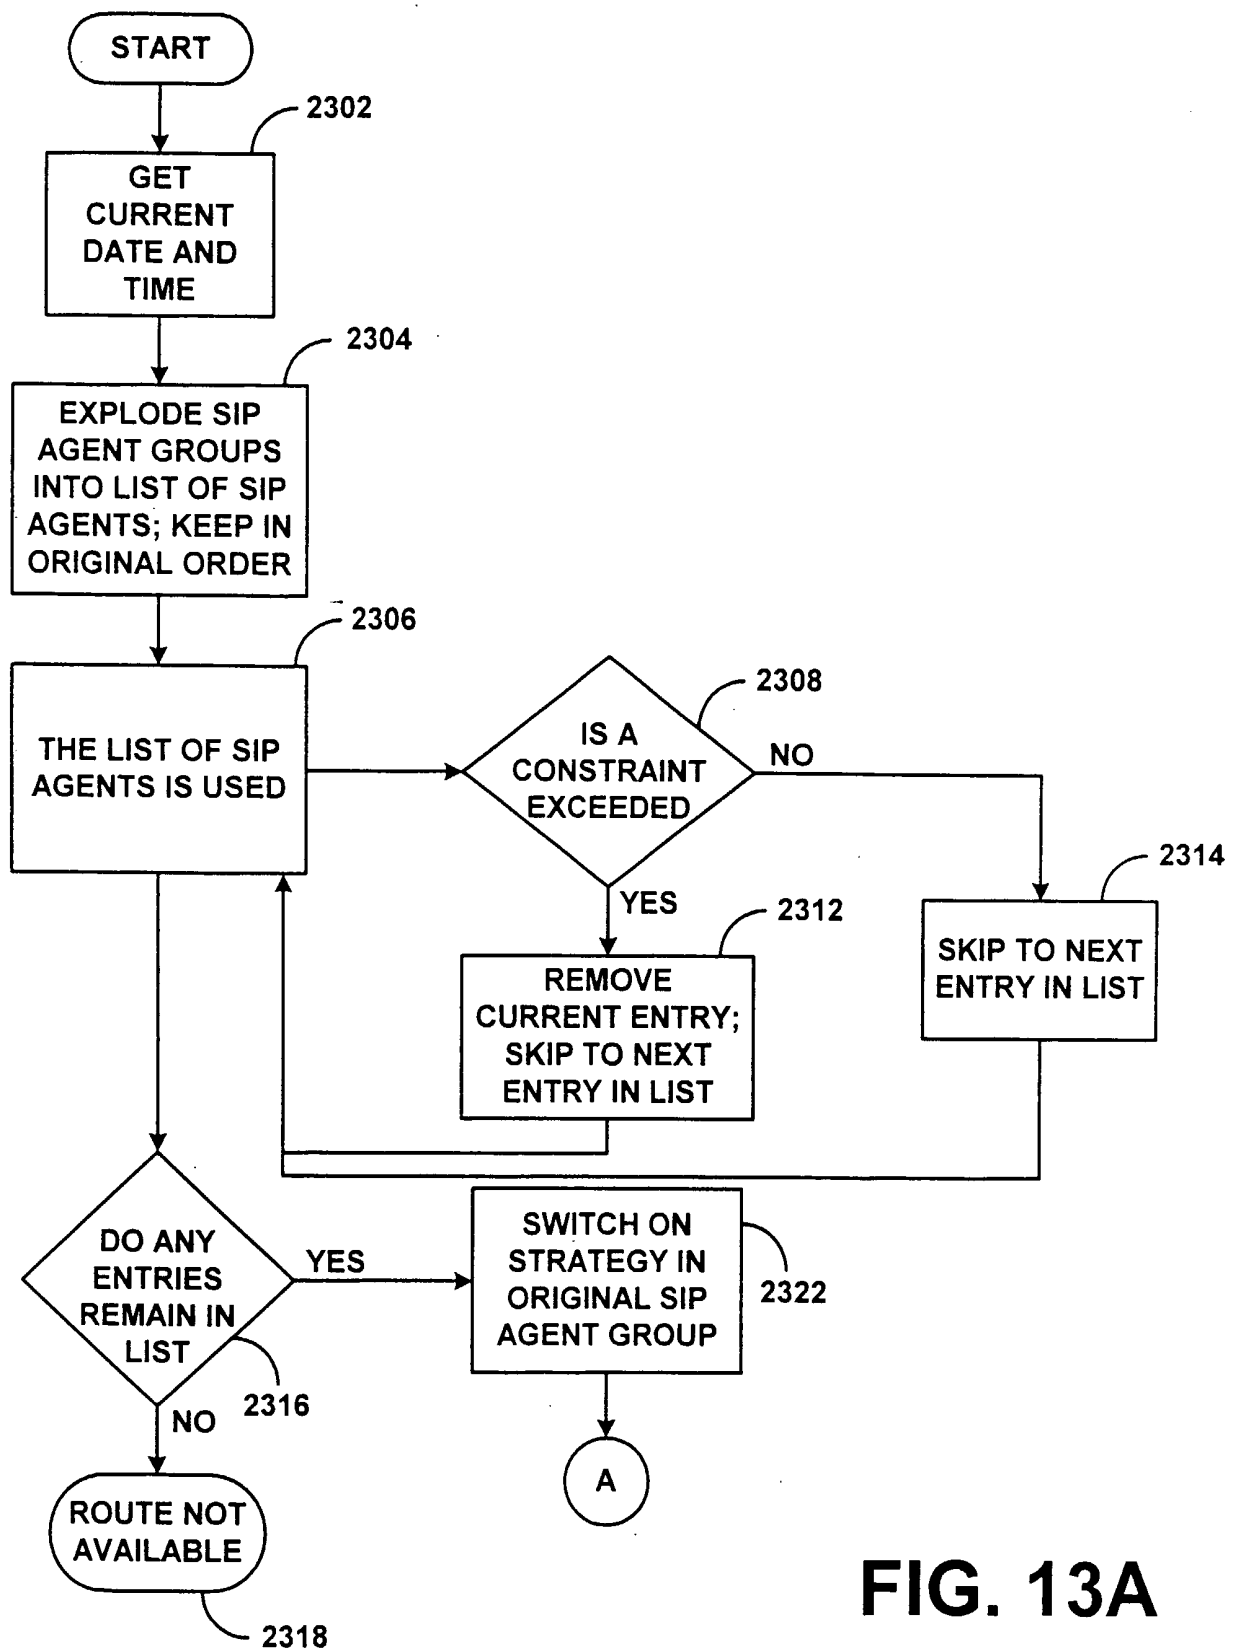 START
2302
GET
CURRENT
DATE AND
TIME
2304
EXPLODE SIP
AGENT GROUPS
INTO LIST OF SIP
AGENTS; KEEP IN
ORIGINAL ORDER
2306
THE LIST OF SIP
AGENTS IS USED
2308
IS A
CONSTRAINT
EXCEEDED
NO
YES
2312
REMOVE
CURRENT ENTRY;
SKIP TO NEXT
ENTRY IN LIST
2314
SKIP TO NEXT
ENTRY IN LIST
DO ANY
ENTRIES
REMAIN IN
LIST
2316
YES
SWITCH ON
STRATEGY IN
ORIGINAL SIP
AGENT GROUP
2322
NO
A
ROUTE NOT
AVAILABLE
2318
FIG. 13A